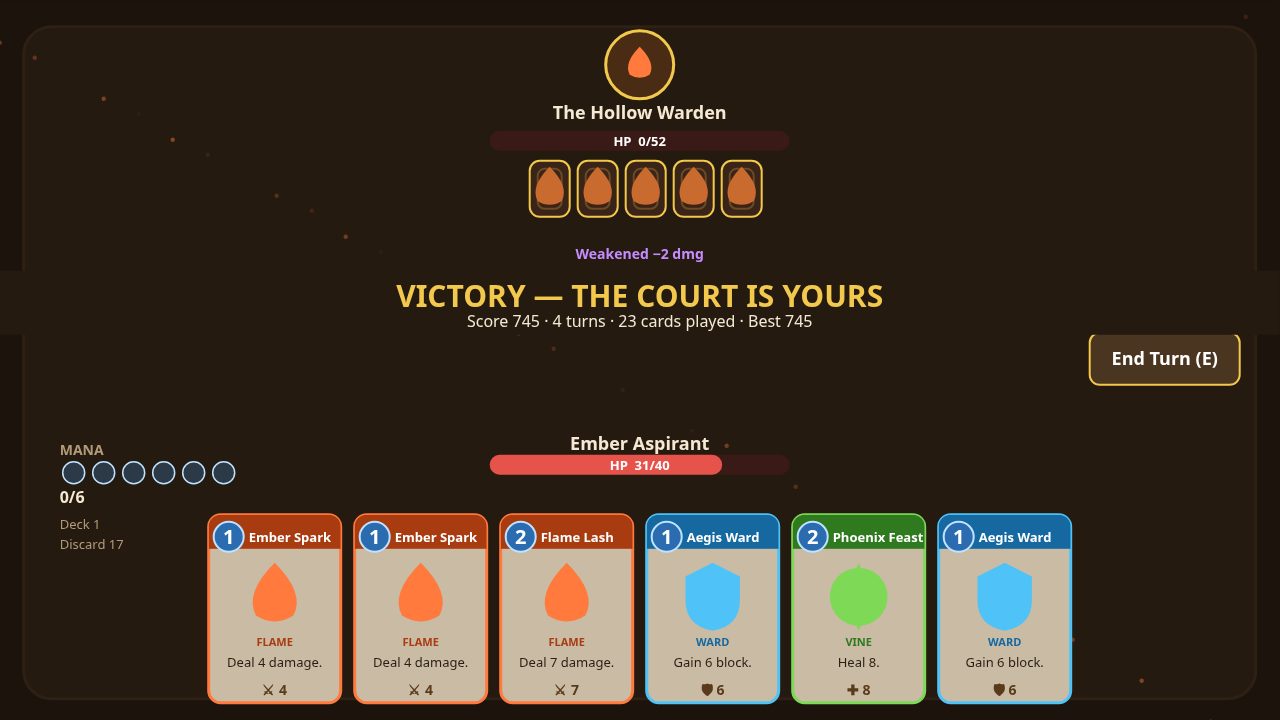 The Hollow Warden
HP 0/52
Weakened −2 dmg
VICTORY — THE COURT IS YOURS
Score 745 · 4 turns · 23 cards played · Best 745
End Turn (E)
MANA
0/6
Deck 1
Discard 17
Ember Aspirant
HP 31/40
1 Ember Spark
FLAME
Deal 4 damage.
⚔ 4
1 Ember Spark
FLAME
Deal 4 damage.
⚔ 4
2 Flame Lash
FLAME
Deal 7 damage.
⚔ 7
1 Aegis Ward
WARD
Gain 6 block.
6
2 Phoenix Feast
VINE
Heal 8.
✚ 8
1 Aegis Ward
WARD
Gain 6 block.
6